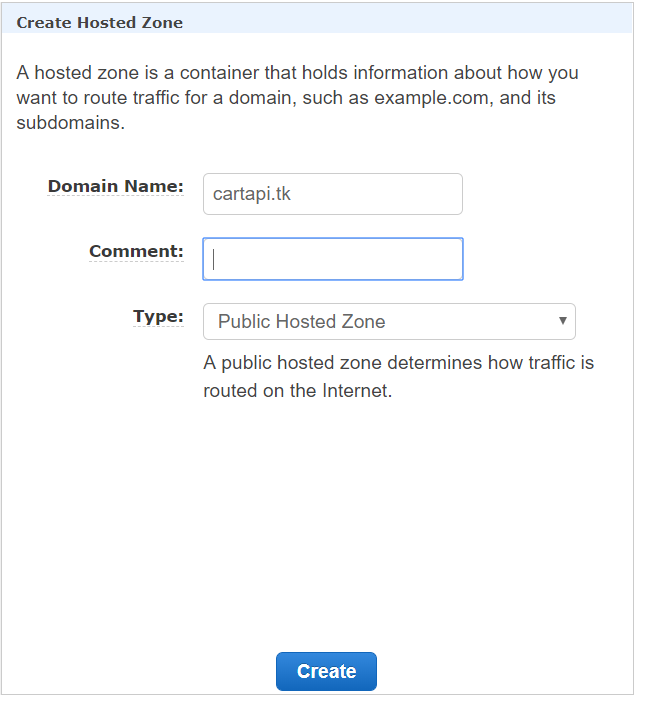 Create Hosted Zone
A hosted zone is a container that holds information about how you
want to route traffic for a domain, such as example.com, and its
subdomains.
Domain Name: cartapi.tk
Comment:
Type: Public Hosted Zone
A public hosted zone determines how traffic is
routed on the Internet.
Create